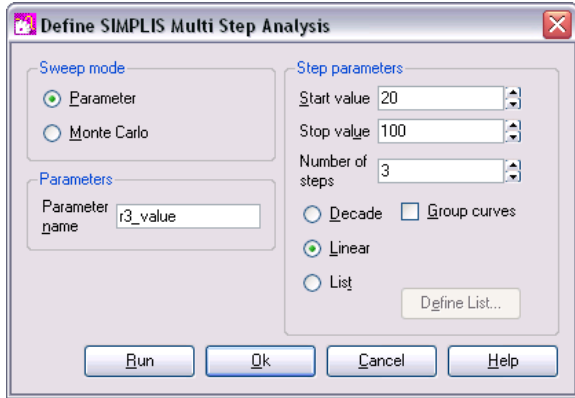 Define SIMPLIS Multi Step Analysis
Sweep mode
Parameter
Monte Carlo
Parameters
Parameter
name
r3_value
Step parameters
Start value 20
Stop value 100
Number of
steps
3
Decade
Group curves
Linear
List
Define List...
Run
Ok
Cancel
Help